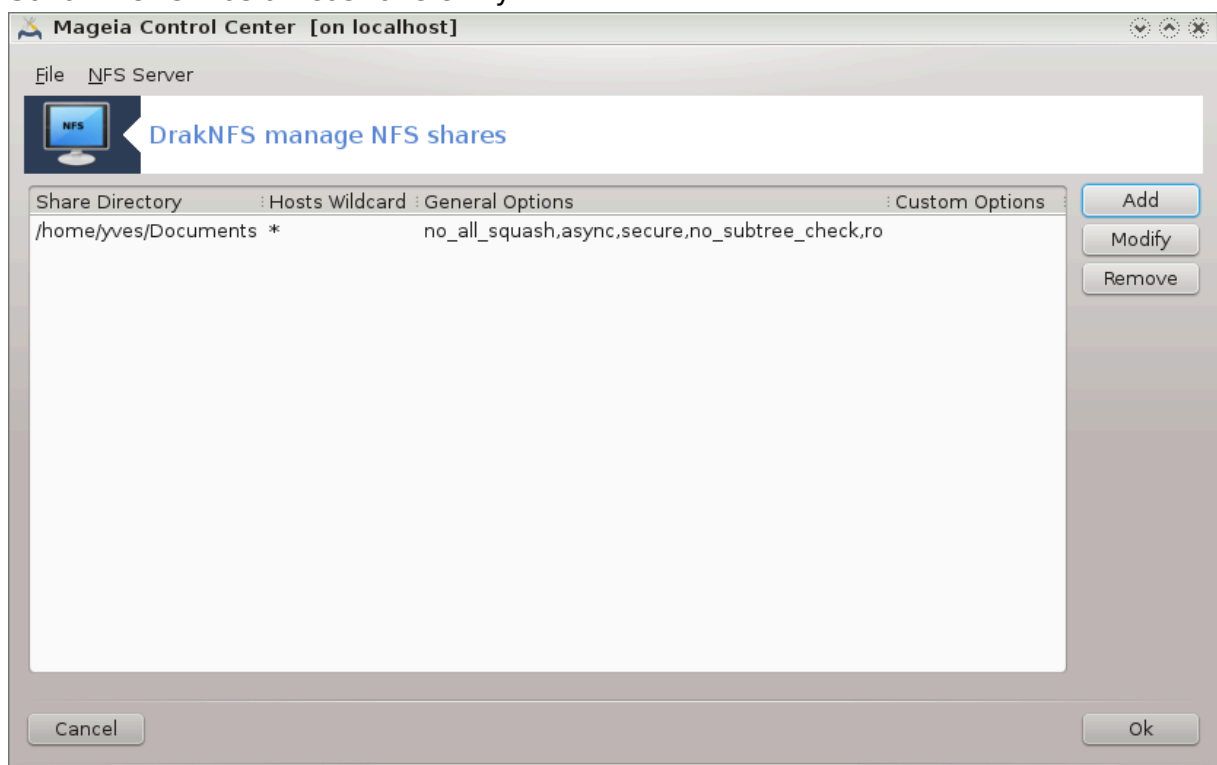 Mageia Control Center [on localhost]
File NFS Server
NFS
DrakNFS manage NFS shares
Share Directory Hosts Wildcard General Options Custom Options
/home/yves/Documents * no_all_squash,async,secure,no_subtree_check,ro
Add
Modify
Remove
Cancel
Ok